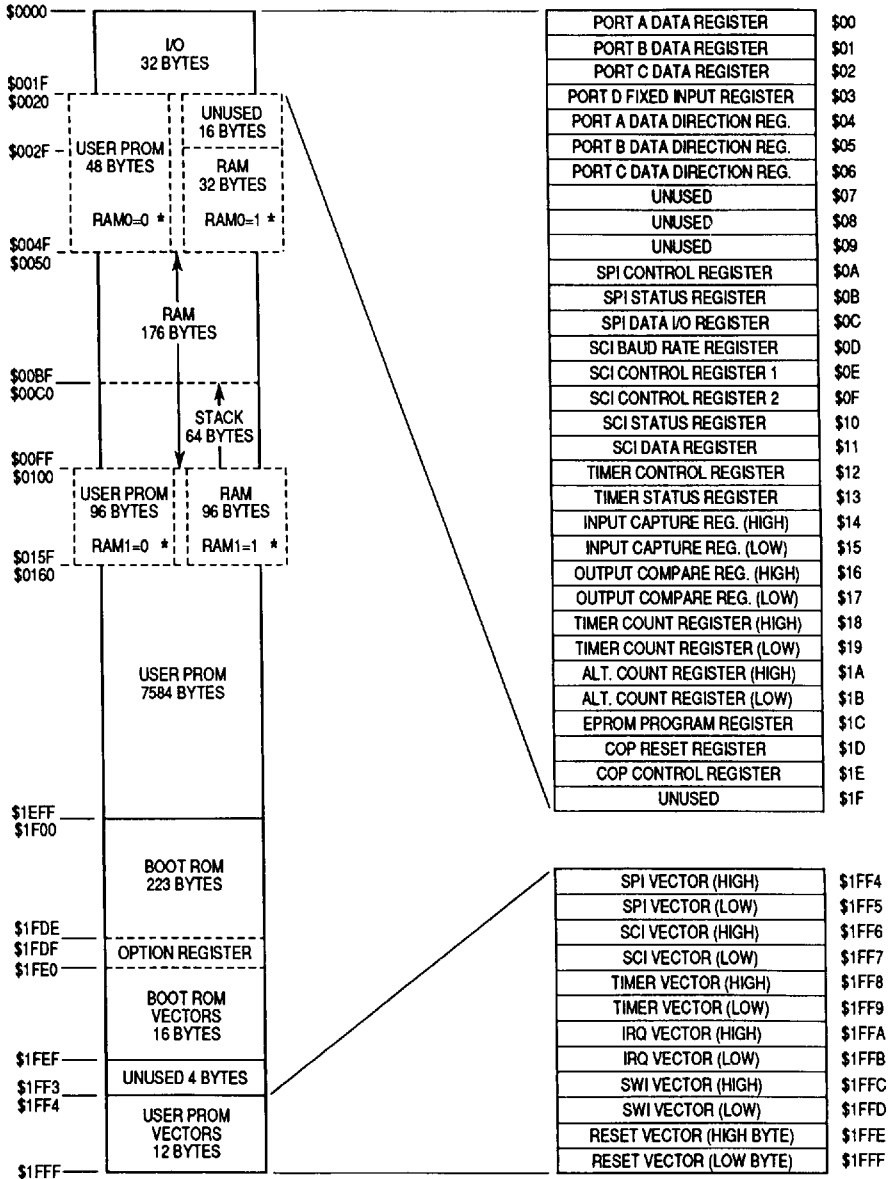 $0000
I/O
32 BYTES
$001F
$0020
USER PROM
48 BYTES
RAM0=0 *
UNUSED
16 BYTES
$002F
RAM
32 BYTES
RAM0=1 *
$004F
$0050
RAM
176 BYTES
$00BF
$00C0
STACK
64 BYTES
$00FF
$0100
USER PROM
96 BYTES
RAM1=0 *
RAM
96 BYTES
RAM1=1 *
$015F
$0160
USER PROM
7584 BYTES
$1EFF
$1F00
BOOT ROM
223 BYTES
$1FDE
$1FDF
OPTION REGISTER
$1FE0
BOOT ROM
VECTORS
16 BYTES
$1FEF
UNUSED 4 BYTES
$1FF3
$1FF4
USER PROM
VECTORS
12 BYTES
$1FFF
PORT A DATA REGISTER $00
PORT B DATA REGISTER $01
PORT C DATA REGISTER $02
PORT D FIXED INPUT REGISTER $03
PORT A DATA DIRECTION REG. $04
PORT B DATA DIRECTION REG. $05
PORT C DATA DIRECTION REG. $06
UNUSED $07
UNUSED $08
UNUSED $09
SPI CONTROL REGISTER $0A
SPI STATUS REGISTER $0B
SPI DATA I/O REGISTER $0C
SCI BAUD RATE REGISTER $0D
SCI CONTROL REGISTER 1 $0E
SCI CONTROL REGISTER 2 $0F
SCI STATUS REGISTER $10
SCI DATA REGISTER $11
TIMER CONTROL REGISTER $12
TIMER STATUS REGISTER $13
INPUT CAPTURE REG. (HIGH) $14
INPUT CAPTURE REG. (LOW) $15
OUTPUT COMPARE REG. (HIGH) $16
OUTPUT COMPARE REG. (LOW) $17
TIMER COUNT REGISTER (HIGH) $18
TIMER COUNT REGISTER (LOW) $19
ALT. COUNT REGISTER (HIGH) $1A
ALT. COUNT REGISTER (LOW) $1B
EPROM PROGRAM REGISTER $1C
COP RESET REGISTER $1D
COP CONTROL REGISTER $1E
UNUSED $1F
SPI VECTOR (HIGH) $1FF4
SPI VECTOR (LOW) $1FF5
SCI VECTOR (HIGH) $1FF6
SCI VECTOR (LOW) $1FF7
TIMER VECTOR (HIGH) $1FF8
TIMER VECTOR (LOW) $1FF9
IRQ VECTOR (HIGH) $1FFA
IRQ VECTOR (LOW) $1FFB
SWI VECTOR (HIGH) $1FFC
SWI VECTOR (LOW) $1FFD
RESET VECTOR (HIGH BYTE) $1FFE
RESET VECTOR (LOW BYTE) $1FFF